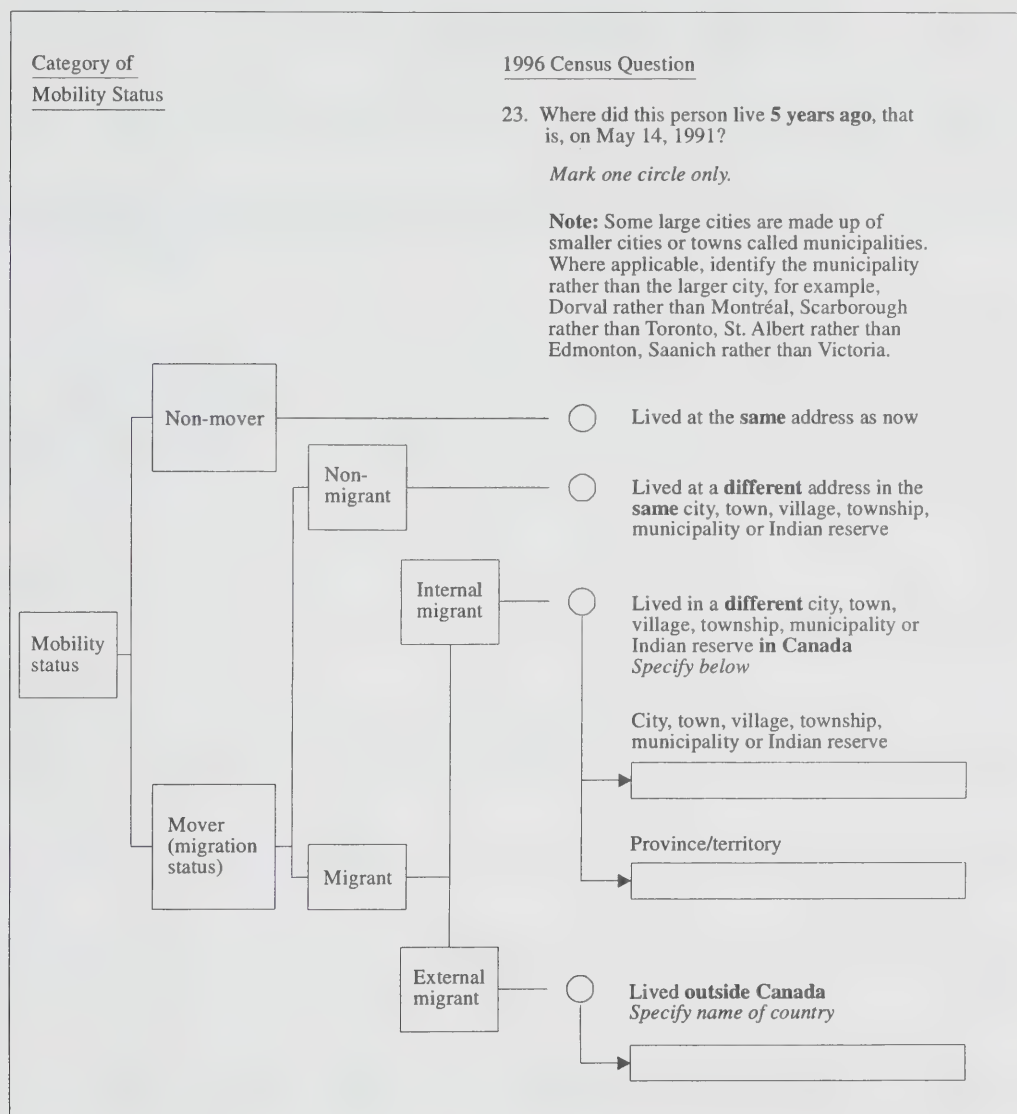 Category of
Mobility Status
1996 Census Question
23. Where did this person live 5 years ago, that
is, on May 14, 1991?
Mark one circle only.
Note: Some large cities are made up of
smaller cities or towns called municipalities.
Where applicable, identify the municipality
rather than the larger city, for example,
Dorval rather than Montréal, Scarborough
rather than Toronto, St. Albert rather than
Edmonton, Saanich rather than Victoria.
Non-mover
Lived at the same address as now
Non-
migrant
Lived at a different address in the
same city, town, village, township,
municipality or Indian reserve
Internal
migrant
Lived in a different city, town,
village, township, municipality or
Indian reserve in Canada
Specify below
Mobility
status
City, town, village, township,
municipality or Indian reserve
Mover
(migration
status)
Province/territory
Migrant
External
migrant
Lived outside Canada
Specify name of country